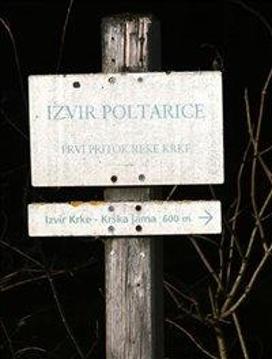 IZVIR POLTARICE
PRVI PRITOK REKE KRKE
Izvir Krke - Krška jama 600 m →